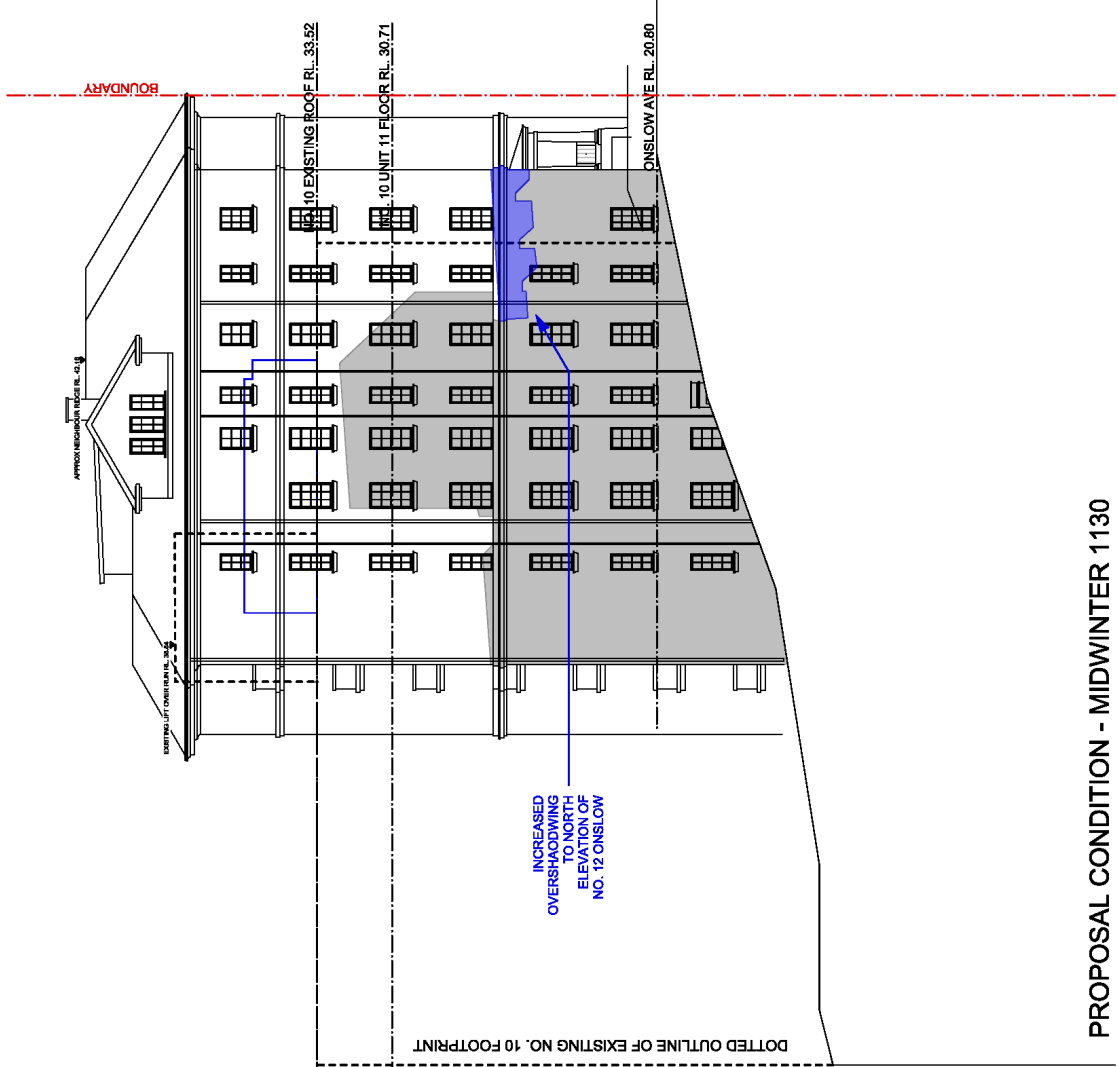 BOUNDARY
NO. 10 EXISTING ROOF RL. 33.52
NO. 10 UNIT 11 FLOOR RL. 30.71
ONSLOW AVE RL. 20.80
APPROX NEIGHBOUR RIDGE RL. 42.18
INCREASED
OVERSHAODWING
TO NORTH
ELEVATION OF
NO. 12 ONSLOW
DOTTED OUTLINE OF EXISTING NO. 10 FOOTPRINT
PROPOSAL CONDITION - MIDWINTER 1130
EXISTING LIFT OVER RUN RL.